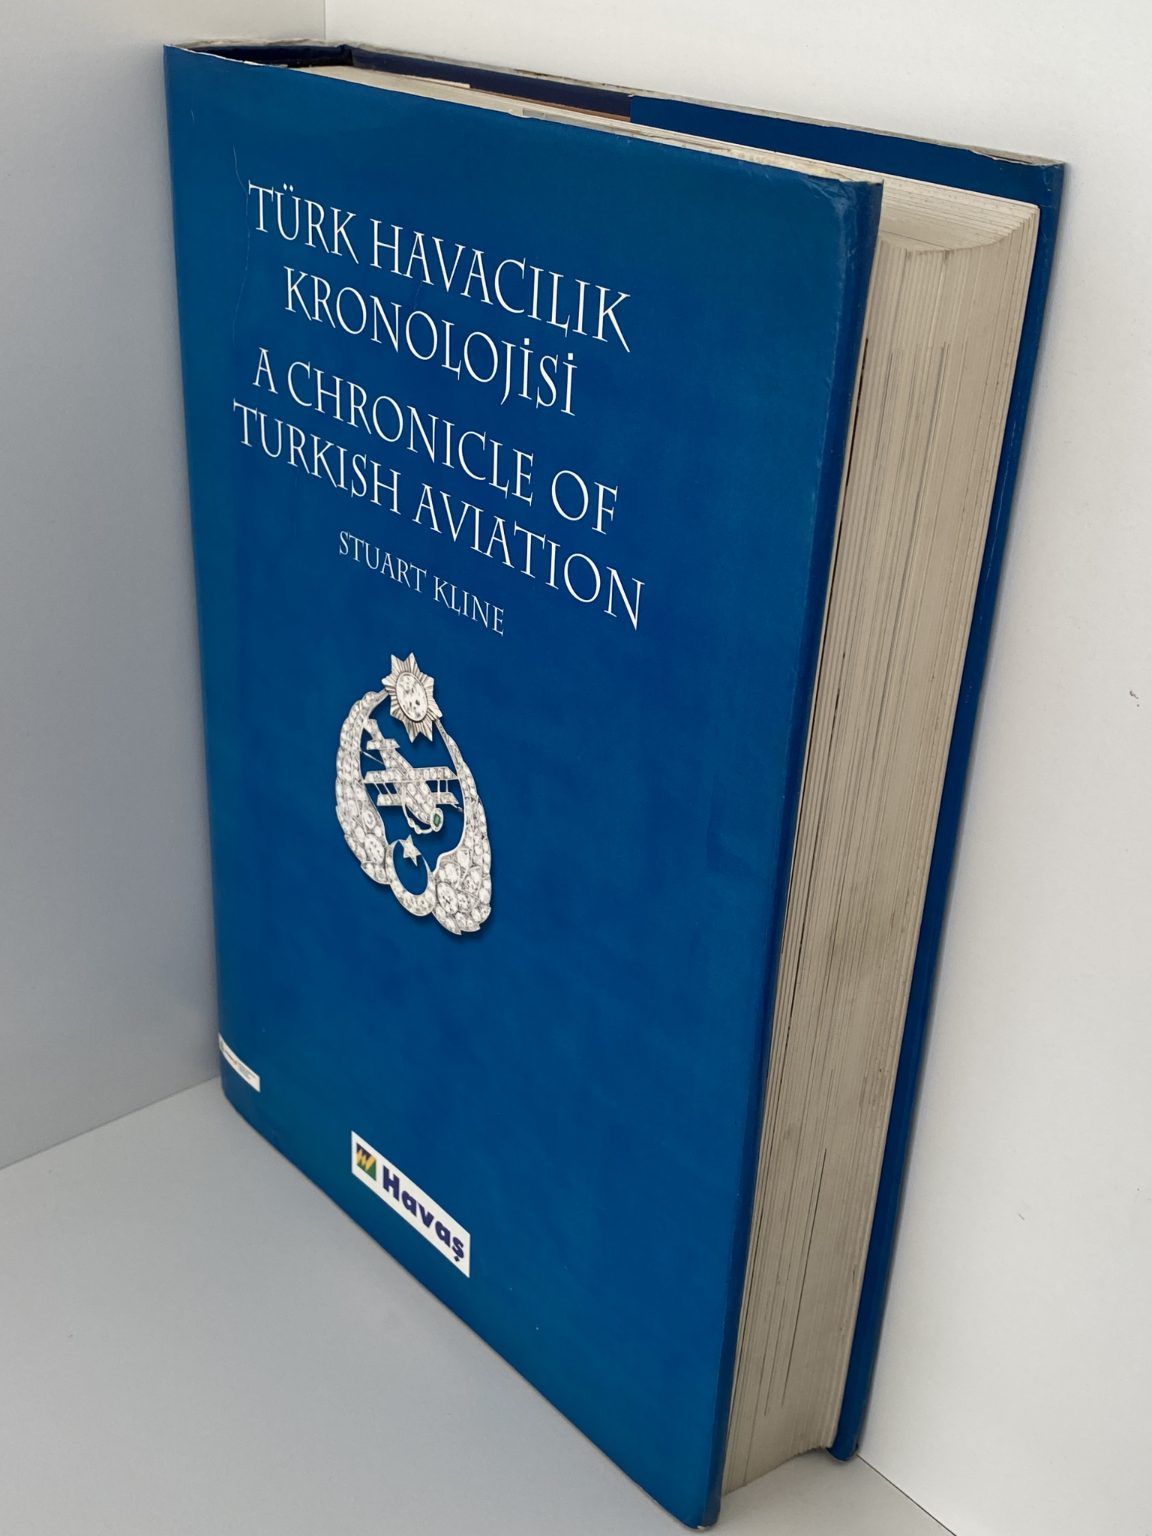 TÜRK HAVACILIK
KRONOLOJİSİ
A CHRONICLE OF
TURKISH AVIATION
STUART KLINE
Havaş